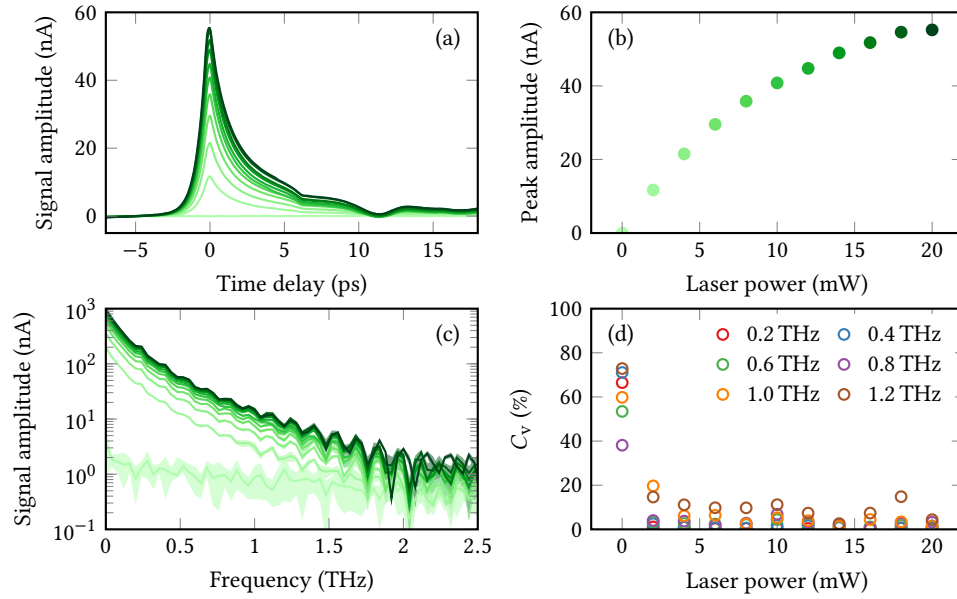 60
40
20
0
Signal amplitude (nA)
(a)
−5
0
5
10
15
Time delay (ps)
60
40
20
0
Peak amplitude (nA)
(b)
0
5
10
15
20
Laser power (mW)
10³
10²
10¹
10⁰
10⁻¹
Signal amplitude (nA)
(c)
0
0.5
1
1.5
2
2.5
Frequency (THz)
100
80
60
40
20
0
Cᵥ (%)
(d)
0.2 THz 0.4 THz
0.6 THz 0.8 THz
1.0 THz 1.2 THz
0
5
10
15
20
Laser power (mW)